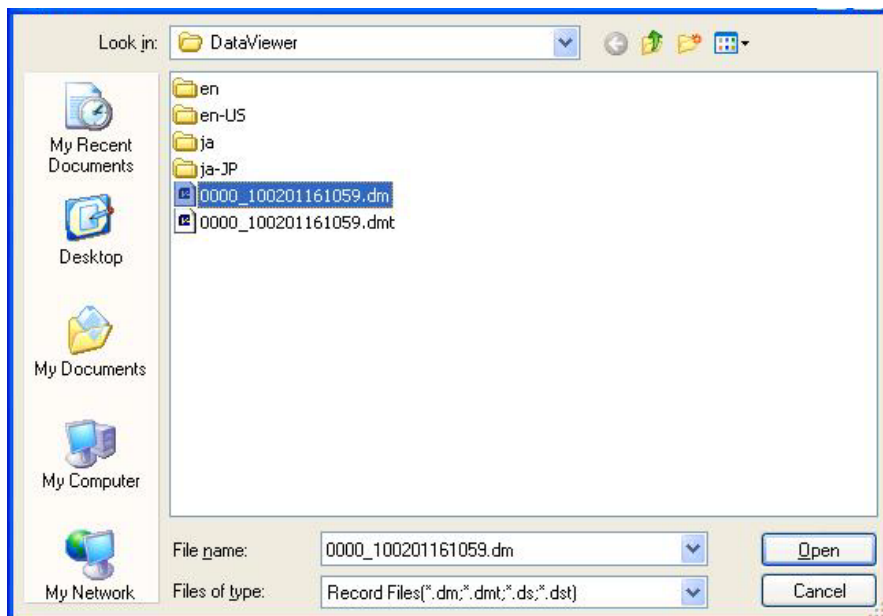 Look in: DataViewer
My Recent
Documents
Desktop
My Documents
My Computer
My Network
en
en-US
ja
ja-JP
0000_100201161059.dm
0000_100201161059.dmt
File name: 0000_100201161059.dm Open
Files of type: Record Files(*.dm;*.dmt;*.ds;*.dst) Cancel